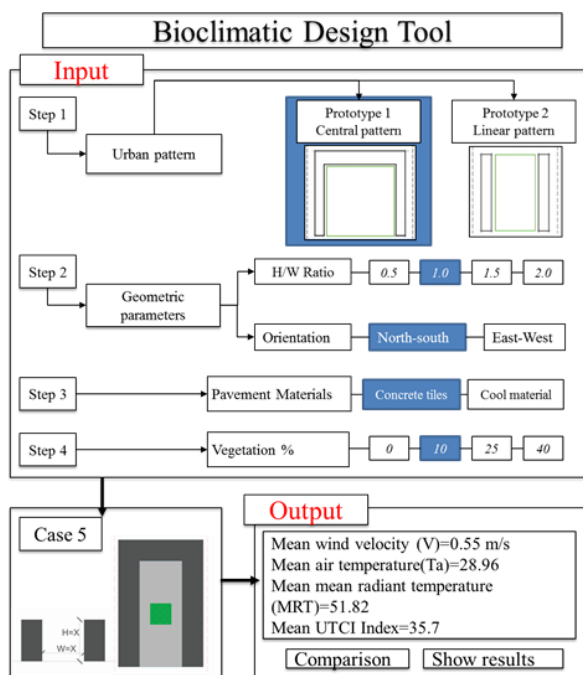 Bioclimatic Design Tool
Input
Step 1
Urban pattern
Prototype 1
Central pattern
Prototype 2
Linear pattern
Step 2
Geometric
parameters
H/W Ratio
0.5
1.0
1.5
2.0
Orientation
North-south
East-West
Step 3
Pavement Materials
Concrete tiles
Cool material
Step 4
Vegetation %
0
10
25
40
Case 5
H=X
W=X
Output
Mean wind velocity (V)=0.55 m/s
Mean air temperature(Ta)=28.96
Mean mean radiant temperature
(MRT)=51.82
Mean UTCI Index=35.7
Comparison
Show results